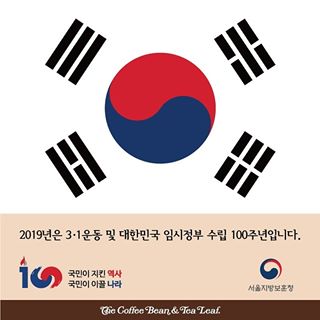 2019년은 3·1운동 및 대한민국 임시정부 수립 100주년입니다.
100
국민이 지킨 역사
국민이 이끌 나라
서울지방보훈청
The Coffee Bean & Tea Leaf.